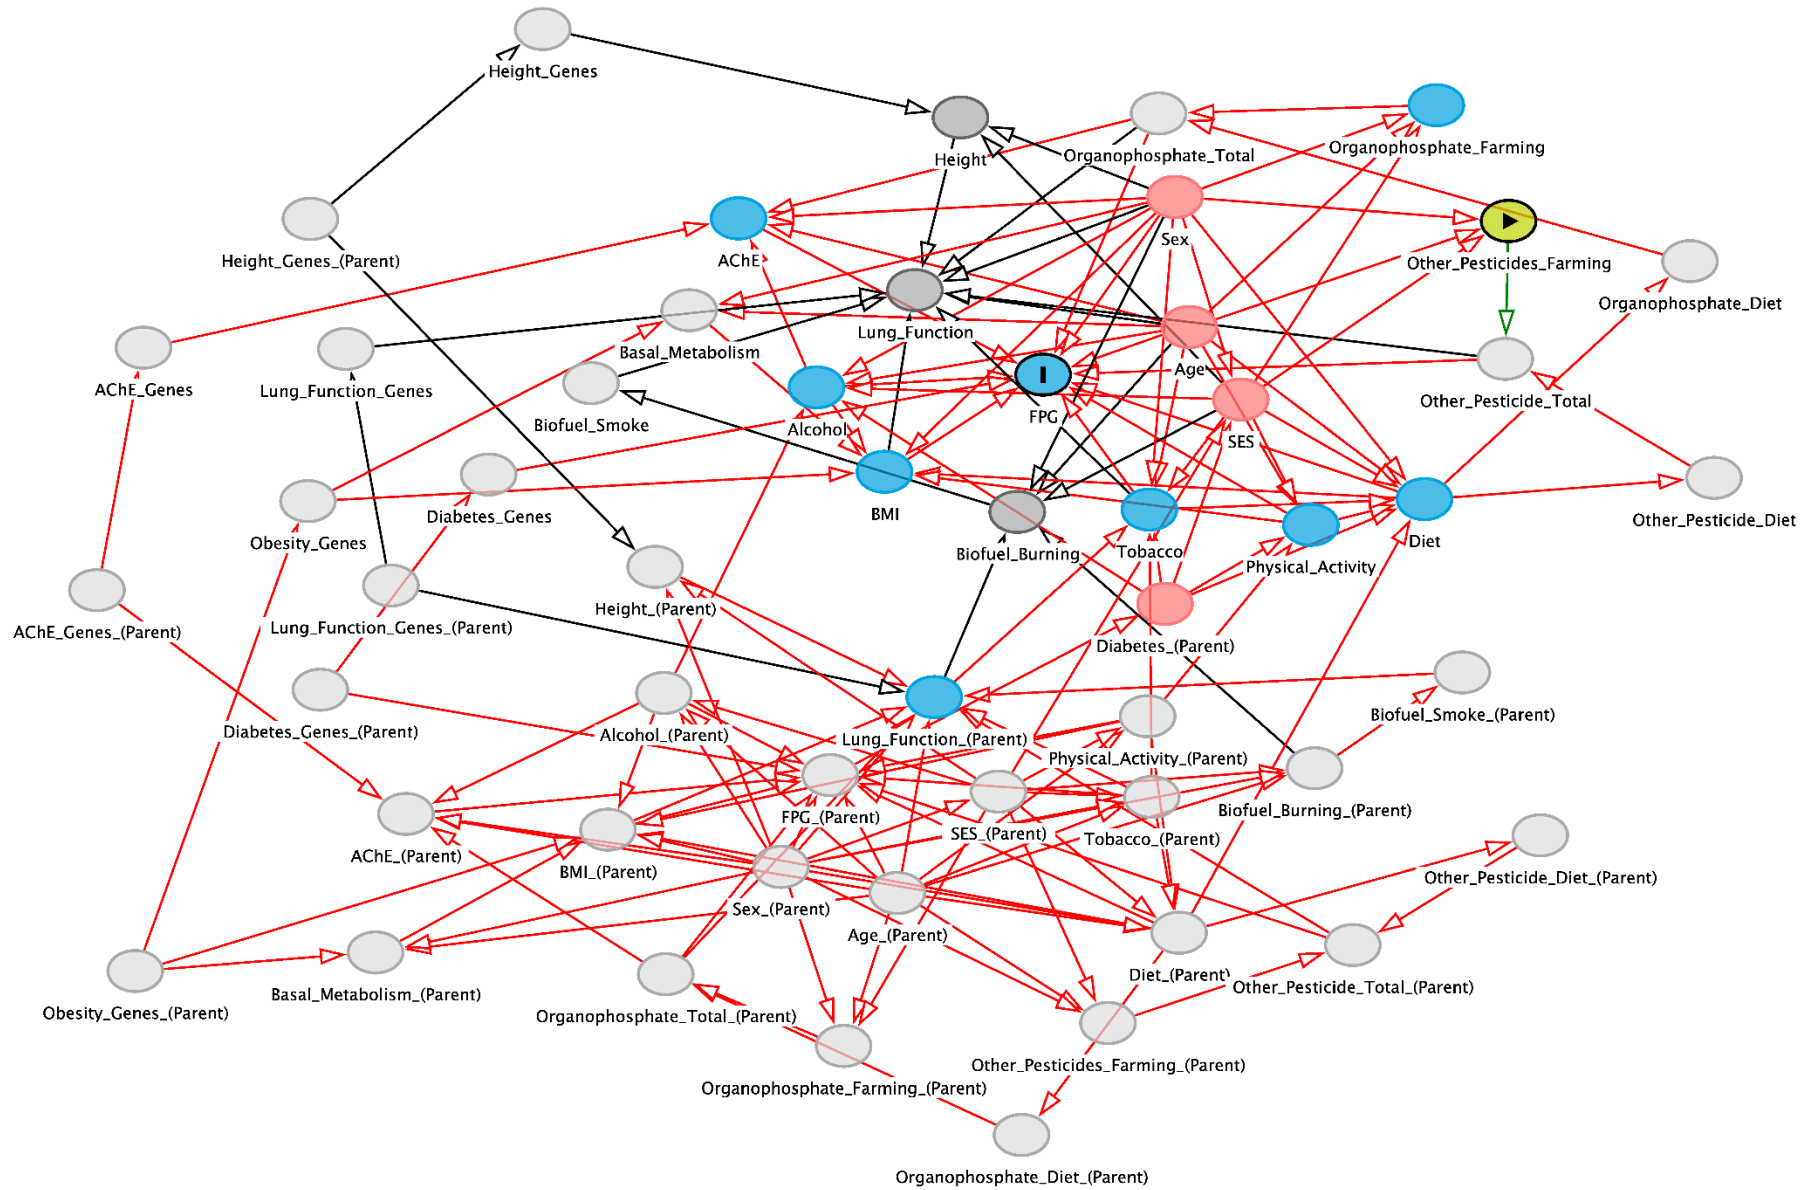 Height_Genes
Height
Organophosphate_Total
Organophosphate_Farming
Sex
AChE
Height_Genes_(Parent)
Other_Pesticides_Farming
Organophosphate_Diet
Lung_Function
Basal_Metabolism
Age
AChE_Genes
Lung_Function_Genes
Other_Pesticide_Total
FPG
Biofuel_Smoke
Alcohol
SES
BMI
Diabetes_Genes
Other_Pesticide_Diet
Obesity_Genes
Diet
Biofuel_Burning
Tobacco
Physical_Activity
Height_(Parent)
AChE_Genes_(Parent)
Lung_Function_Genes_(Parent)
Diabetes_(Parent)
Biofuel_Smoke_(Parent)
Diabetes_Genes_(Parent)
Alcohol_(Parent)
Lung_Function_(Parent)
Physical_Activity_(Parent)
Biofuel_Burning_(Parent)
FPG_(Parent)
SES_(Parent)
Tobacco_(Parent)
AChE_(Parent)
BMI_(Parent)
Other_Pesticide_Diet_(Parent)
Sex_(Parent)
Age_(Parent)
Diet_(Parent)
Other_Pesticide_Total_(Parent)
Basal_Metabolism_(Parent)
Obesity_Genes_(Parent)
Organophosphate_Total_(Parent)
Other_Pesticides_Farming_(Parent)
Organophosphate_Farming_(Parent)
Organophosphate_Diet_(Parent)